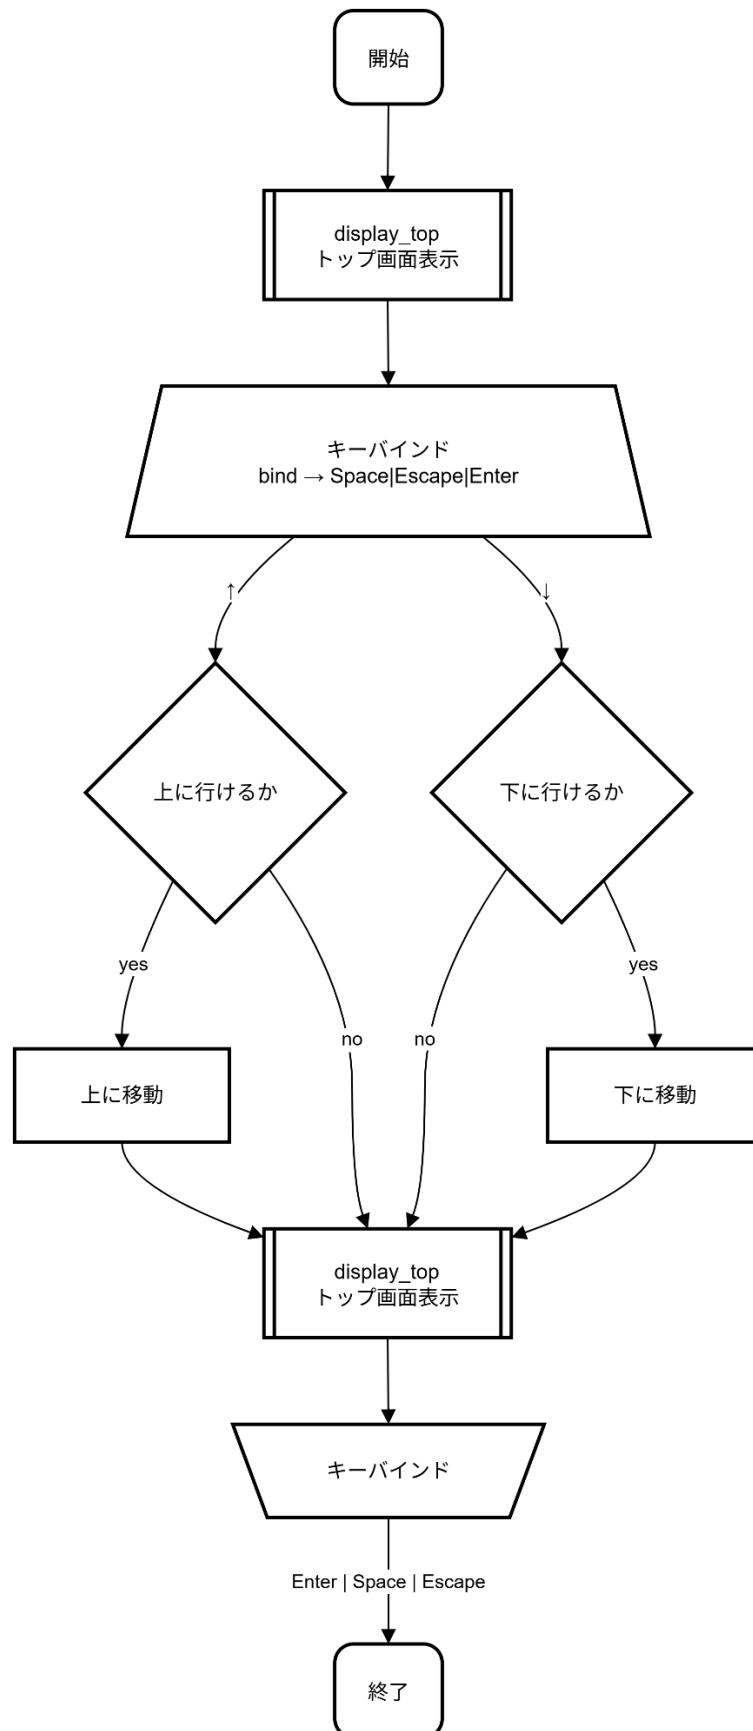 開始
display_top
トップ画面表示
キーバインド
bind → Space|Escape|Enter
↑
↓
上に行けるか
下に行けるか
yes
yes
no
no
上に移動
下に移動
display_top
トップ画面表示
キーバインド
Enter | Space | Escape
終了